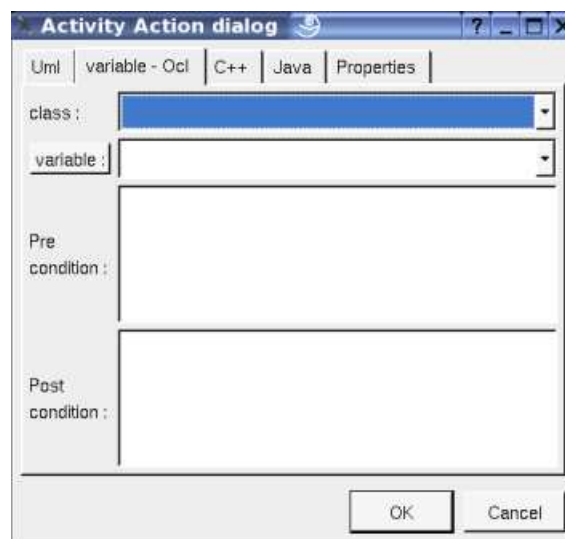 Activity Action dialog ? _
Uml variable - Ocl C++ Java Properties
class :
variable :
Pre
condition :
Post
condition :
OK Cancel